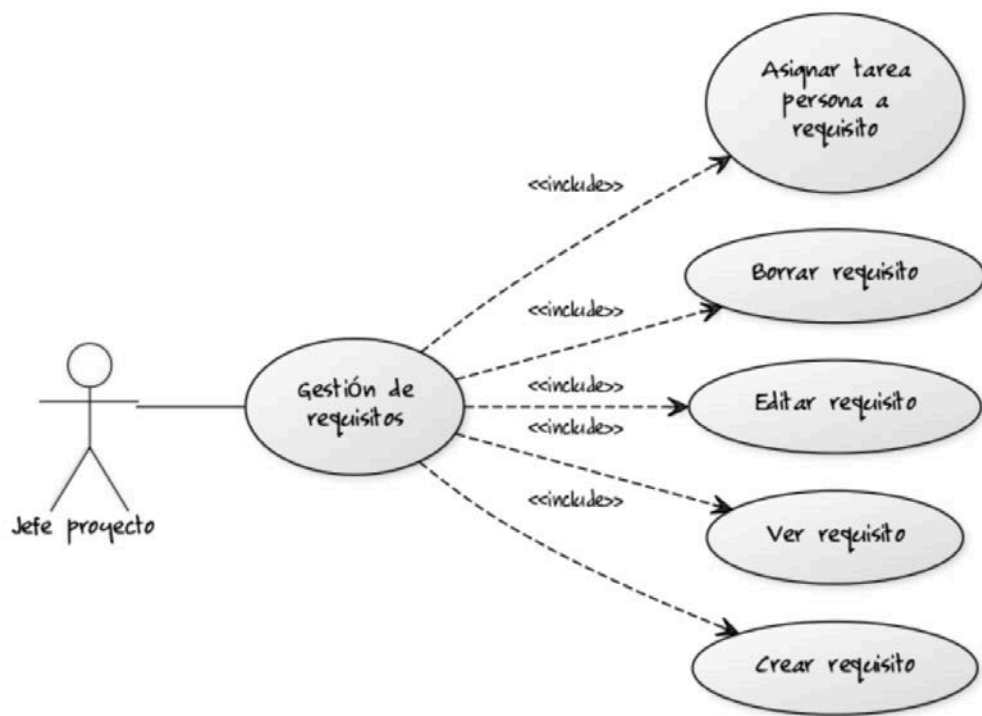 Asignar tarea
persona a
requisito
<<include>>
Borrar requisito
<<include>>
Gestión de
requisitos
<<include>>
Editar requisito
<<include>>
Ver requisito
<<include>>
Jefe proyecto
Crear requisito